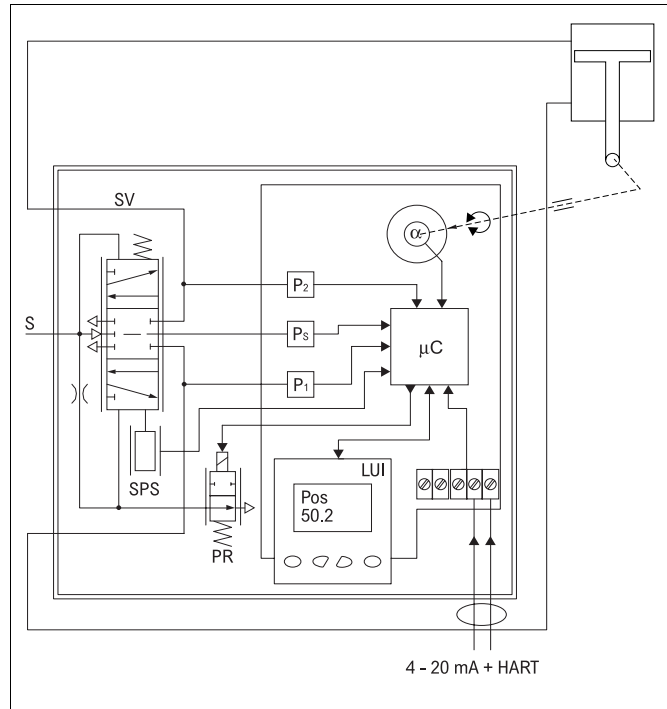 SV
α
S
P₂
Pₛ
P₁
μC
SPS
PR
LUI
Pos
50.2
4 - 20 mA + HART